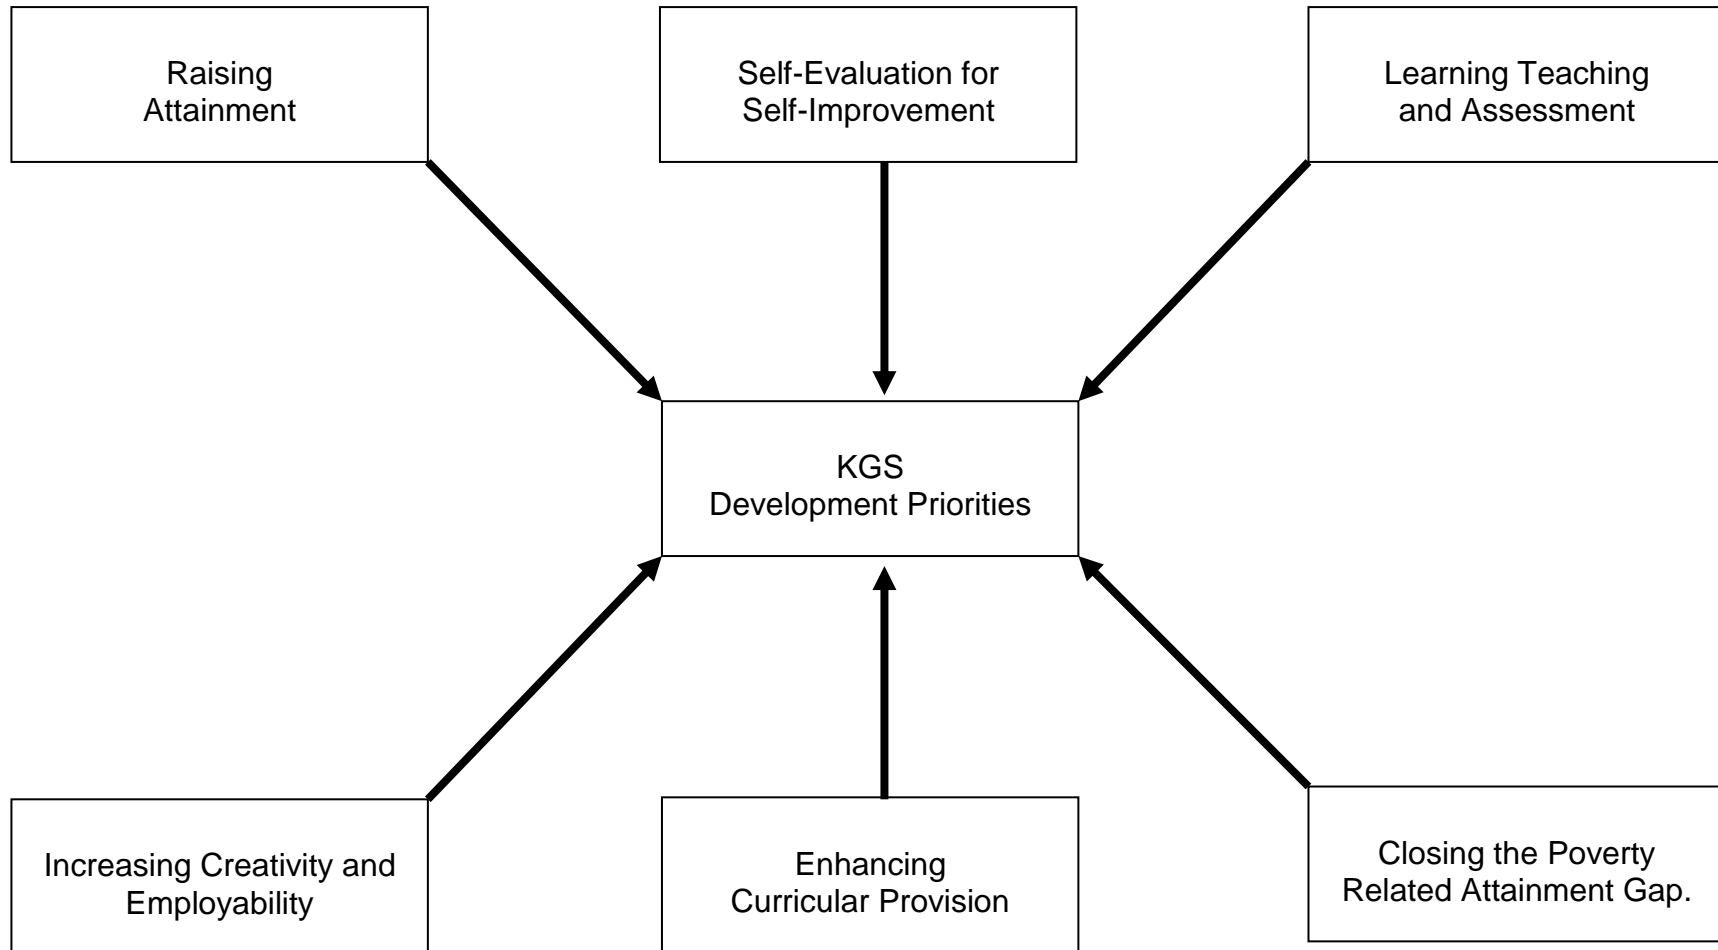 Raising
Attainment
Self-Evaluation for
Self-Improvement
Learning Teaching
and Assessment
KGS
Development Priorities
Increasing Creativity and
Employability
Enhancing
Curricular Provision
Closing the Poverty
Related Attainment Gap.